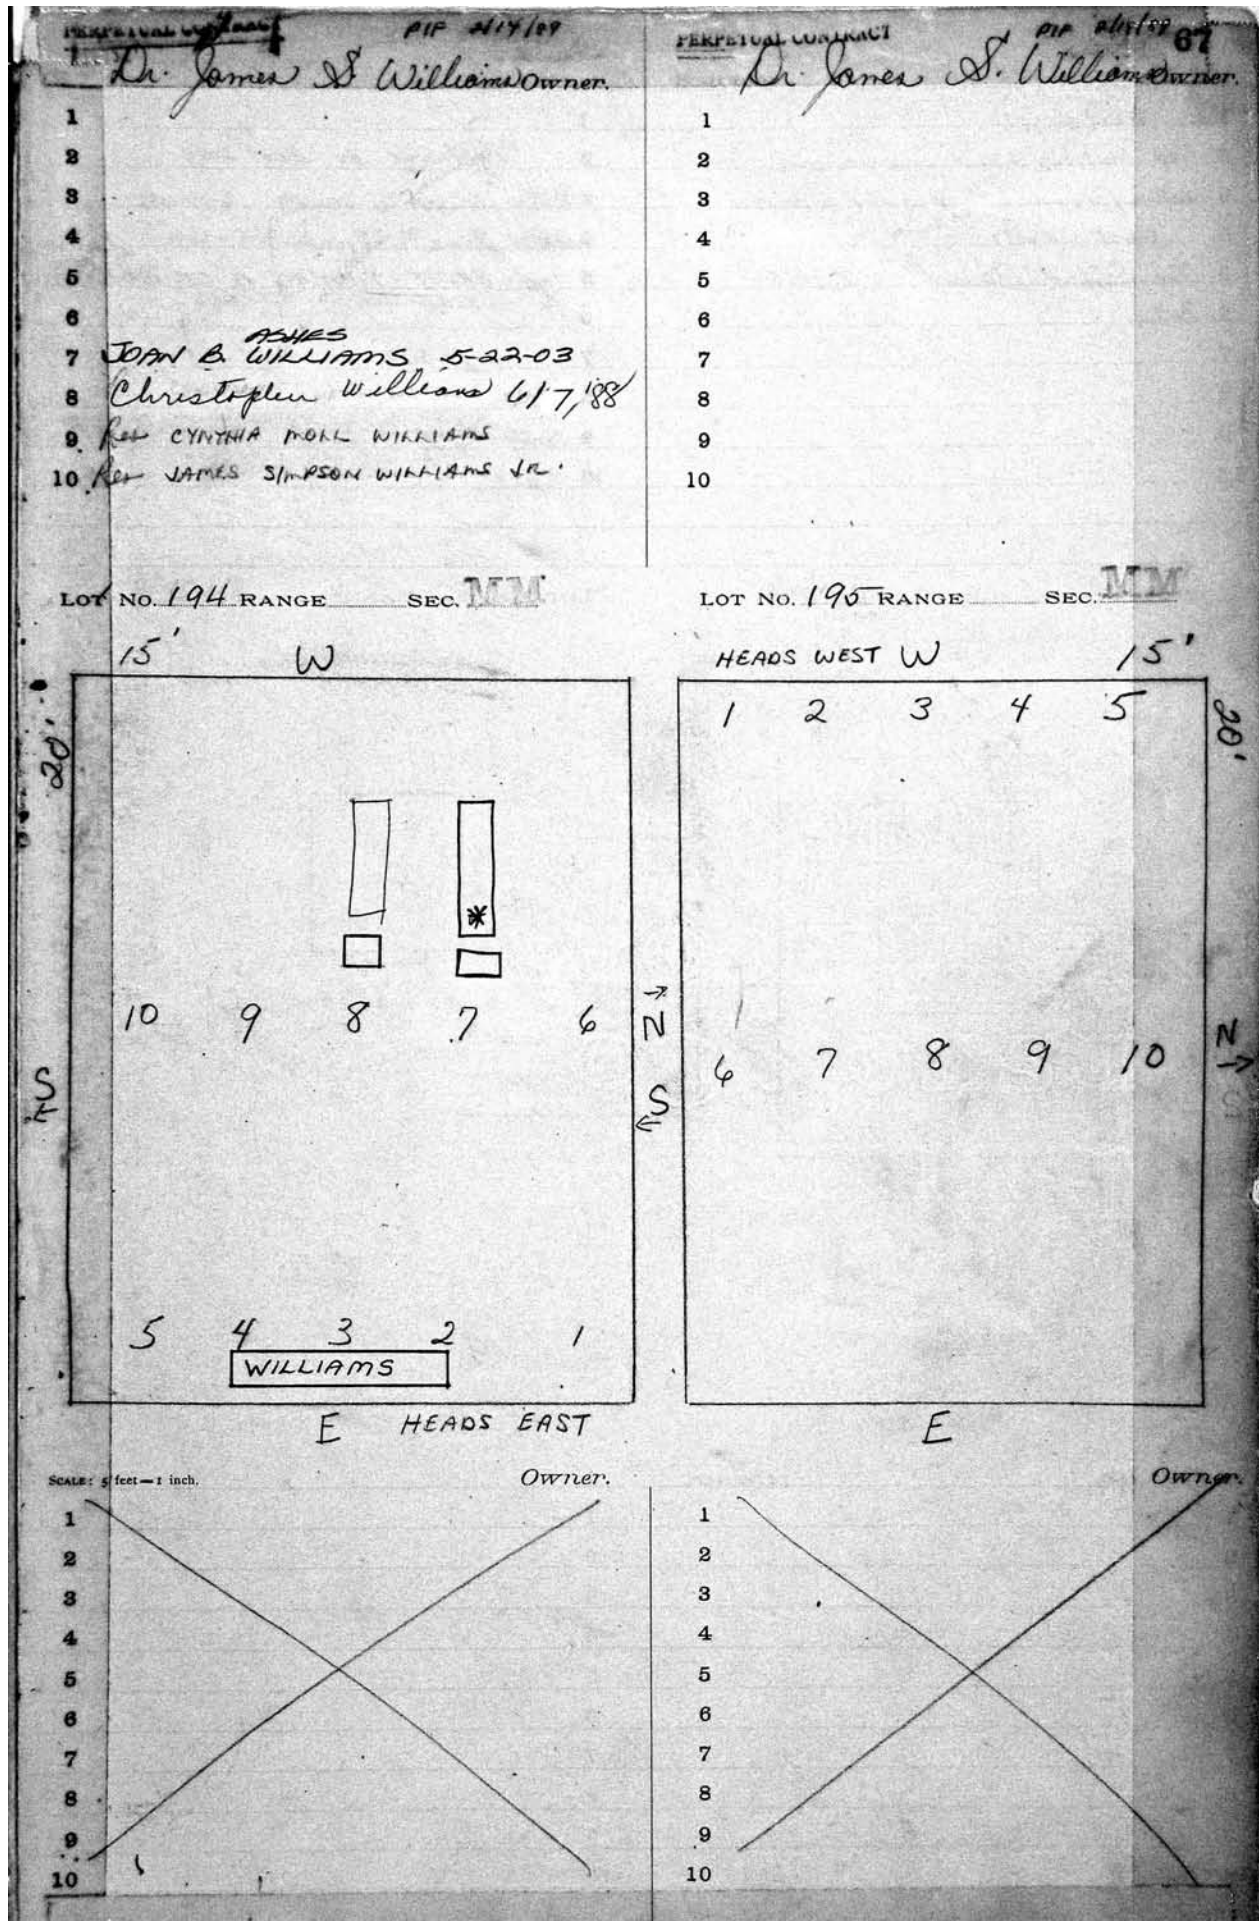 PERPETUAL CONTRACT
PIF 2/14/89
Dr. James S. Williams Owner.
1
2
3
4
5
6
ASHES
7 JOAN B. WILLIAMS 5-22-03
8 Christopher Williams 6/7/'88
9 Res CYNTHIA MOLL WILLIAMS
10 Res JAMES SIMPSON WILLIAMS JR.
LOT NO. 194 RANGE SEC. MM
15' W
20'
10 9 8 7 6
S
5 4 3 2 1
WILLIAMS
E HEADS EAST
N
S
PERPETUAL CONTRACT
PIF 67
Dr. James S. Williams Owner.
1
2
3
4
5
6
7
8
9
10
LOT NO. 195 RANGE SEC. MM
HEADS WEST W 15'
1 2 3 4 5
20'
6 7 8 9 10
N
E
SCALE: 5 feet—1 inch. Owner.
1
2
3
4
5
6
7
8
9
10
Owner.
1
2
3
4
5
6
7
8
9
10